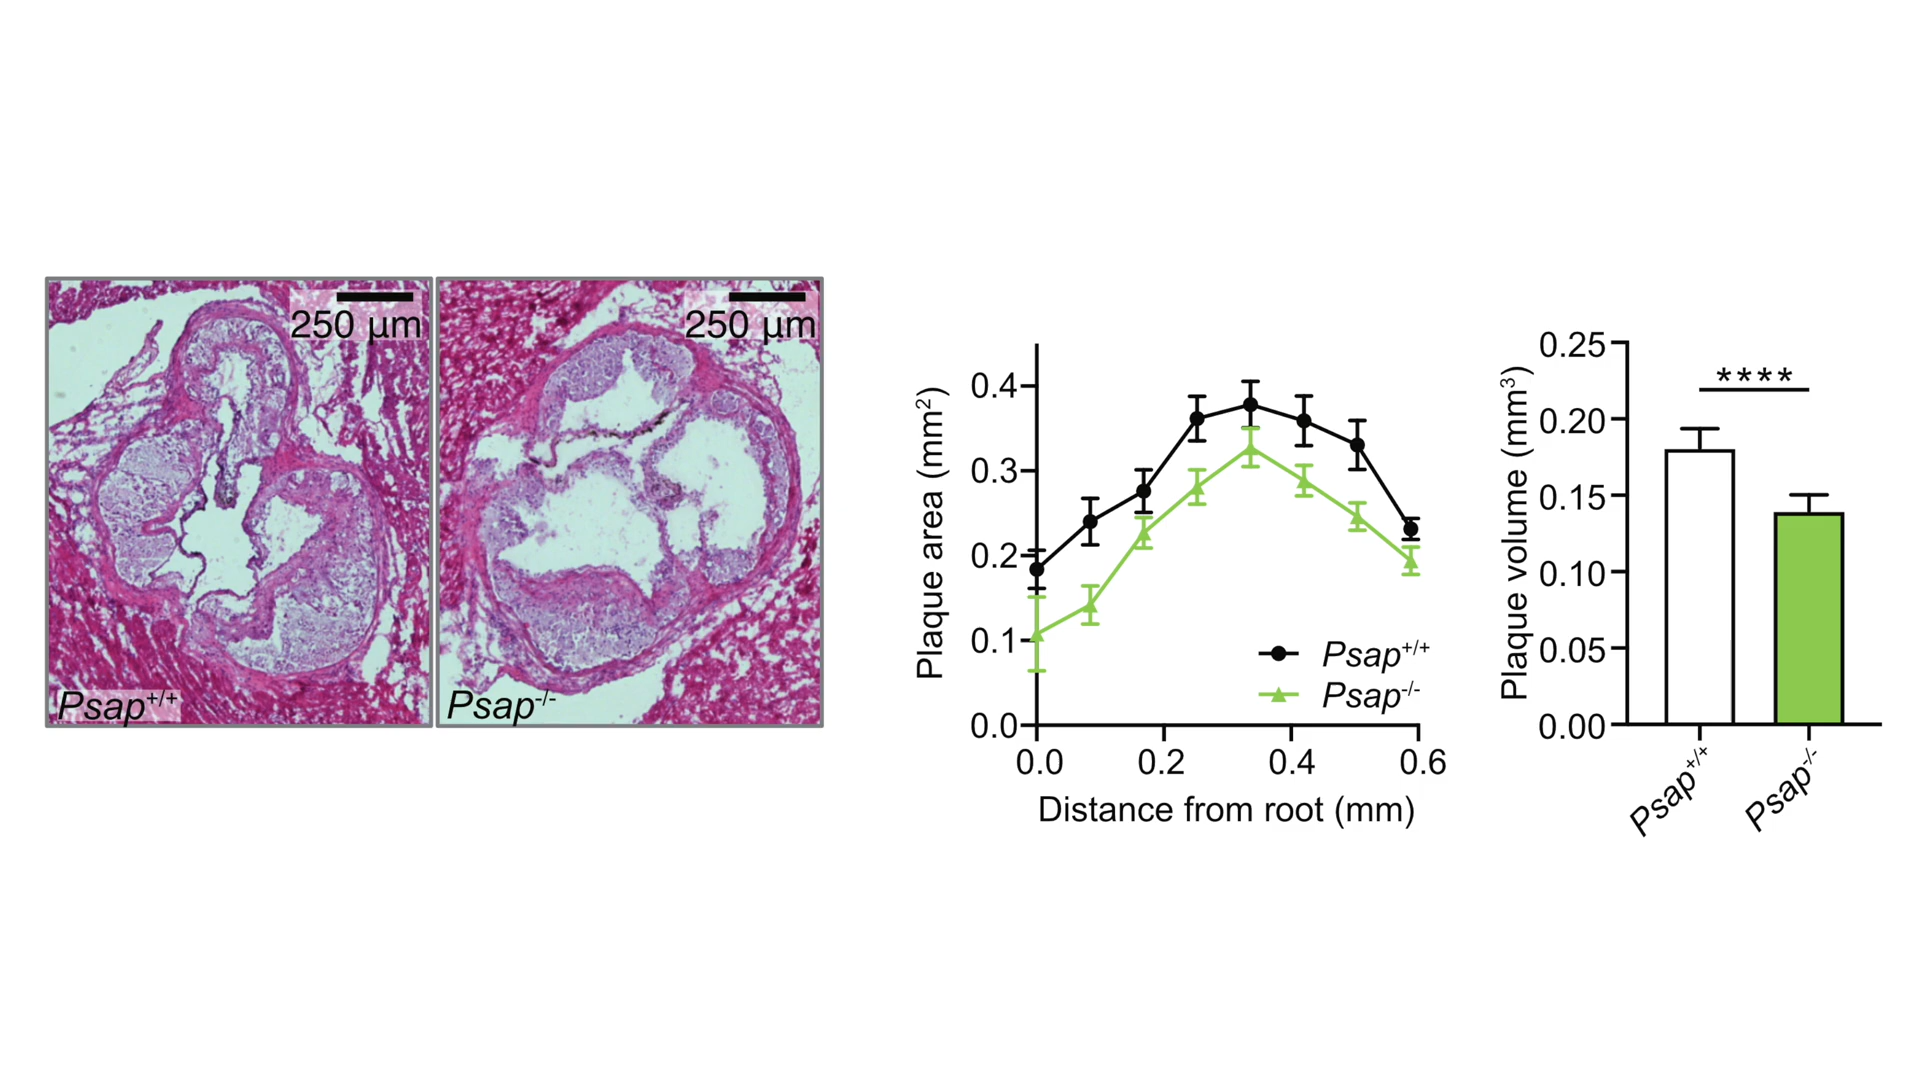 250 µm
Psap+/+
250 µm
Psap-/-
Plaque area (mm2)
0.4
0.3
0.2
0.1
0.0
0.0 0.2 0.4 0.6
Distance from root (mm)
Psap+/+
Psap-/-
Plaque volume (mm3)
0.25
0.20
0.15
0.10
0.05
0.00
****
Psap+/+
Psap-/-